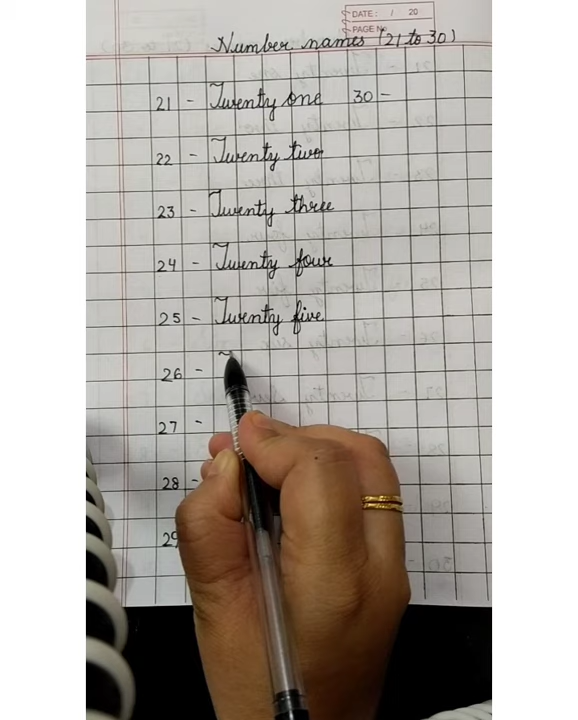 DATE : / 20
PAGE No
Number names (21 to 30)
21 - Twenty one 30 -
22 - Twenty two
23 - Twenty three
24 - Twenty four
25 - Twenty five
26 -
27 -
28 -
29